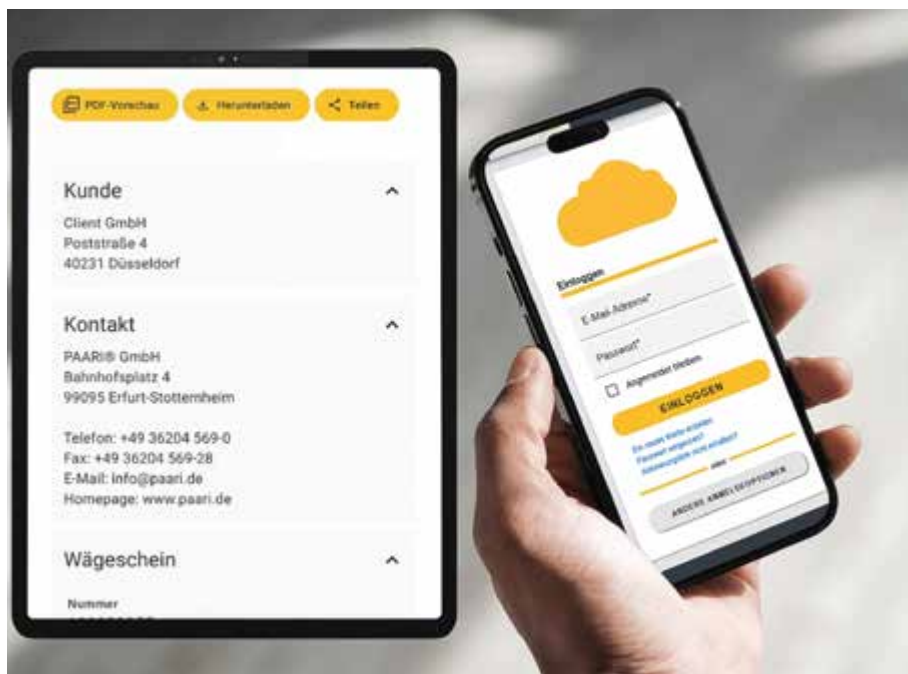 PDF-Vorschau
Herunterladen
Teilen
Kunde
Client GmbH
Poststraße 4
40231 Düsseldorf
Kontakt
PAARI® GmbH
Bahnhofsplatz 4
99095 Erfurt-Stotternheim
Telefon: +49 36204 569-0
Fax: +49 36204 569-28
E-Mail: info@paari.de
Homepage: www.paari.de
Wägeschein
Nummer
Einloggen
E-Mail-Adresse*
Passwort*
Angemeldet bleiben
EINLOGGEN
Passwort vergessen?
oder
ANDERE ANMELDEOPTIONEN